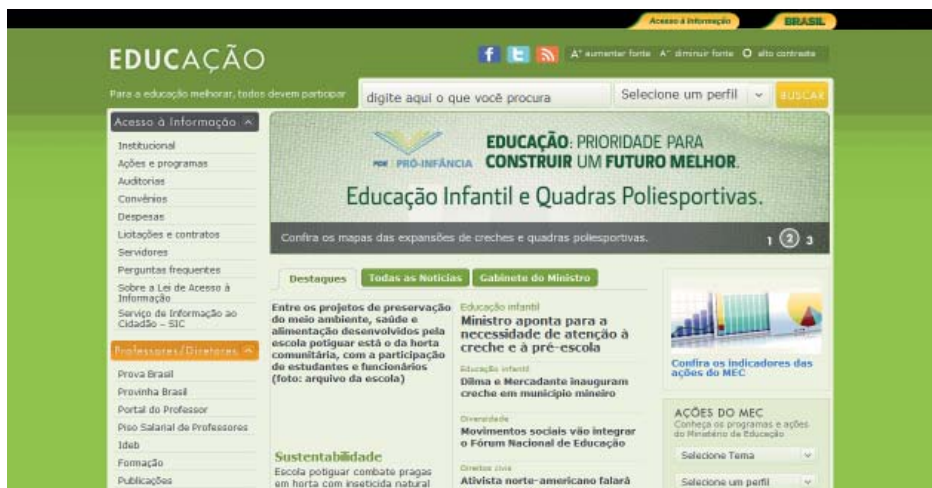 Acesso à Informação
BRASIL
EDUCAÇÃO
A+ aumentar fonte A- diminuir fonte alto contraste
Para a educação melhorar, todos devem participar
digite aqui o que você procura
Selecione um perfil
BUSCAR
Acesso à Informação
Institucional
Ações e programas
Auditorias
Convênios
Despesas
Licitações e contratos
Servidores
Perguntas frequentes
Sobre a Lei de Acesso à
Informação
Serviço de Informação ao
Cidadão - SIC
Professores/Diretores
Prova Brasil
Provinha Brasil
Portal do Professor
Piso Salarial de Professores
Ideb
Formação
Publicações
PRÓ-INFÂNCIA
EDUCAÇÃO: PRIORIDADE PARA
CONSTRUIR UM FUTURO MELHOR.
Educação Infantil e Quadras Poliesportivas.
Confira os mapas das expansões de creches e quadras poliesportivas.
1 2 3
Destaques
Todas as Notícias
Gabinete do Ministro
Entre os projetos de preservação
do meio ambiente, saúde e
alimentação desenvolvidos pela
escola potiguar está o da horta
comunitária, com a participação
de estudantes e funcionários
(foto: arquivo da escola)
Sustentabilidade
Escola potiguar combate pragas
em horta com inseticida natural
Educação infantil
Ministro aponta para a
necessidade de atenção à
creche e à pré-escola
Educação infantil
Dilma e Mercadante inauguram
creche em município mineiro
Diversidade
Movimentos sociais vão integrar
o Fórum Nacional de Educação
Direitos civis
Ativista norte-americano falará
Confira os indicadores das
ações do MEC
AÇÕES DO MEC
Conheça os programas e ações
do Ministério da Educação
Selecione Tema
Selecione um perfil